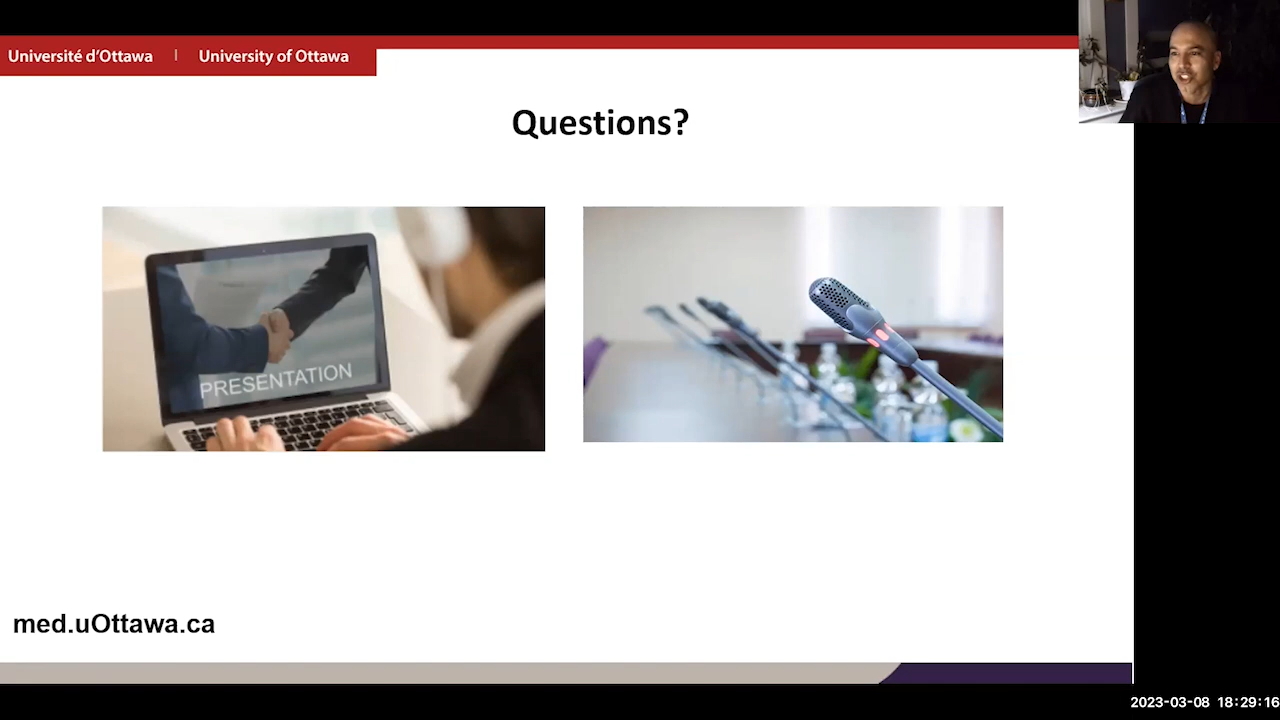 Université d'Ottawa | University of Ottawa
Questions?
PRESENTATION
med.uOttawa.ca
2023-03-08 18:29:16